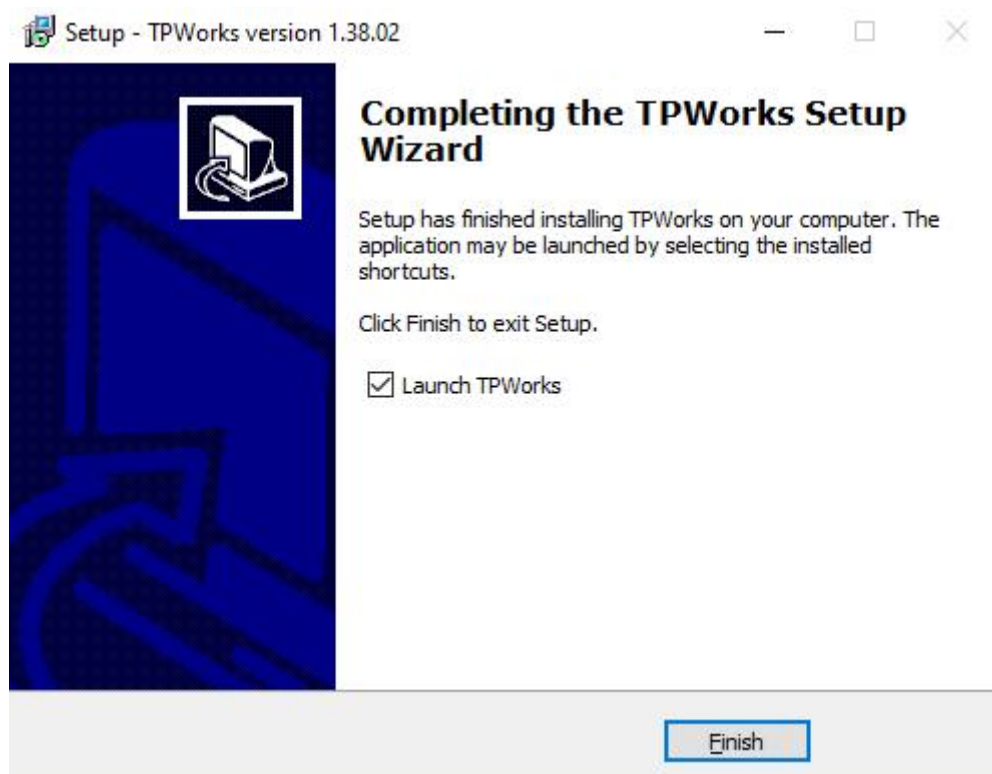 Setup - TPWorks version 1.38.02
Completing the TPWorks Setup
Wizard
Setup has finished installing TPWorks on your computer. The
application may be launched by selecting the installed
shortcuts.
Click Finish to exit Setup.
Launch TPWorks
Finish